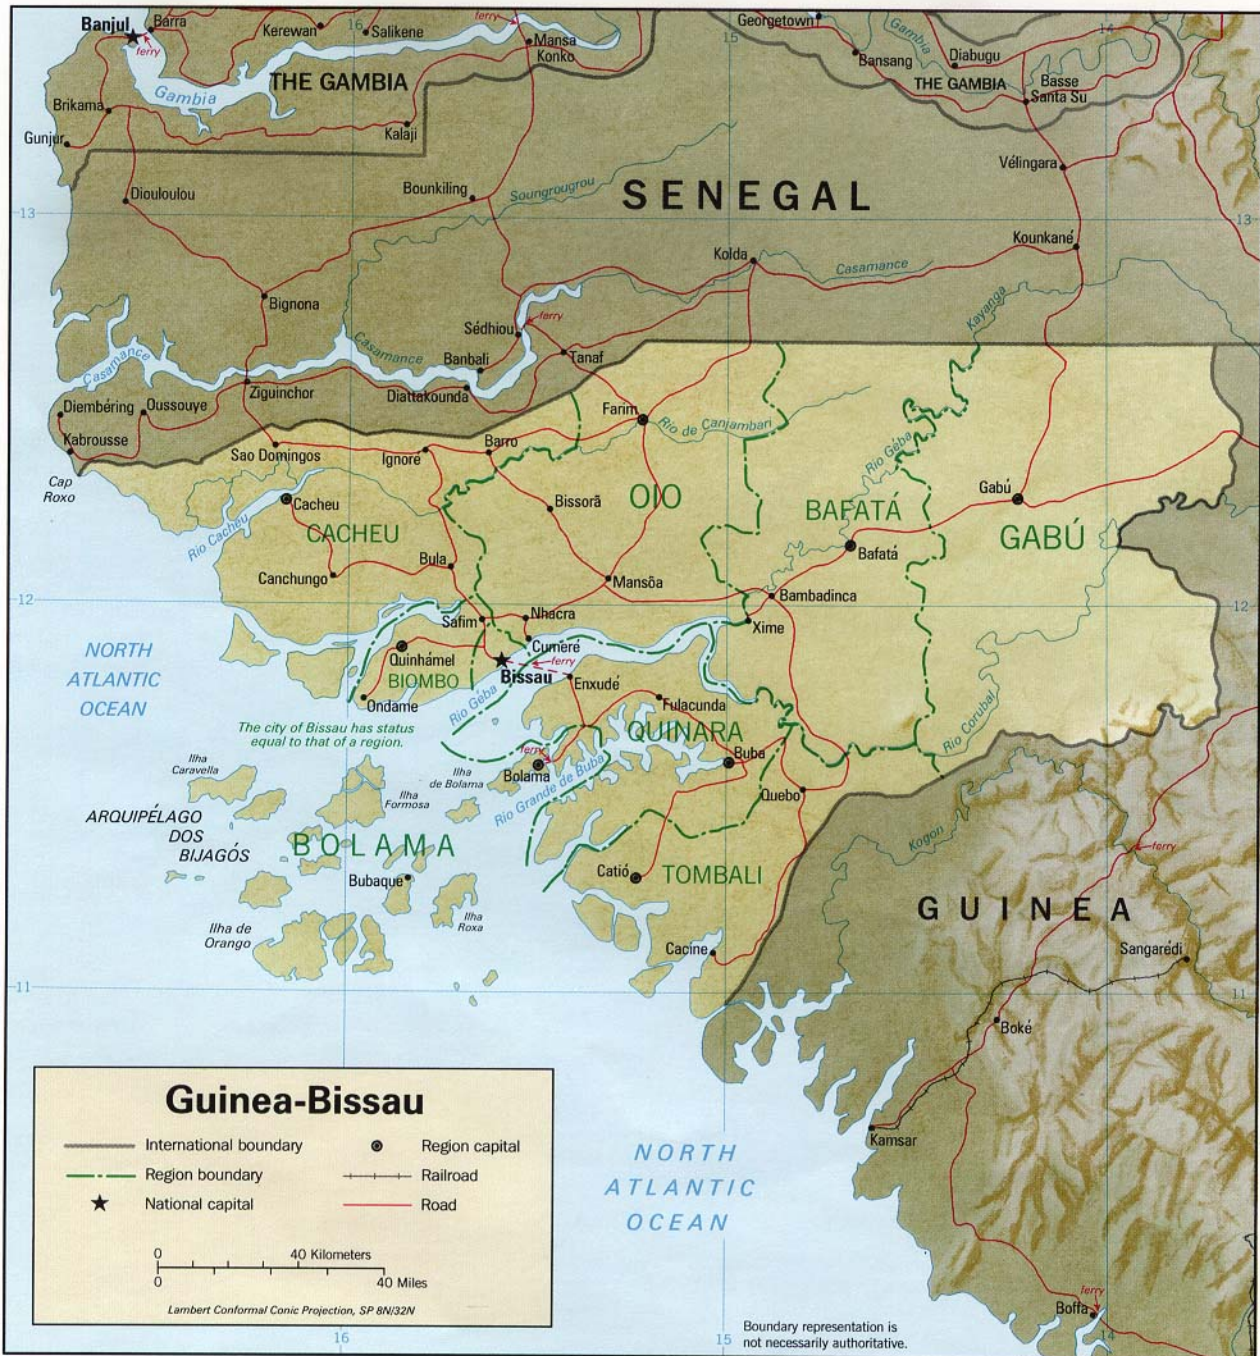 Banjul
Barra
ferry
Kerewan
16
Salikene
ferry
Mansa
Konko
Georgetown
15
Gambia
Bansang
Diabugu
14
THE GAMBIA
THE GAMBIA
Basse
Santa Su
Gambia
Brikama
Gunjur
Kalaji
Vélingara
Diouloulou
Bounkiling
Soungrougrou
SENEGAL
13
13
Kounkané
Kolda
Casamance
Kayanga
Bignona
Sédhiou
ferry
Casamance
Casamance
Banbali
Tanaf
Ziguinchor
Diattakounda
Diembéring
Oussouye
Kabrousse
Farim
Rio de Canjambari
Rio Géba
Cap
Roxo
Sao Domingos
Ignore
Barro
Cacheu
Rio Cacheu
CACHEU
Bissorã
OIO
BAFATÁ
Gabú
GABÚ
Canchungo
Bula
Bafatá
Mansõa
Bambadinca
12
12
Safim
Nhacra
Xime
Cumeré
Quinhámel
BIOMBO
Bissau
ferry
Enxudé
NORTH
ATLANTIC
OCEAN
Ondame
Rio Géba
Fulacunda
QUINARA
Rio Corubal
The city of Bissau has status
equal to that of a region.
Buba
Ilha
Caravella
Ilha
Formosa
Ilha
de Bolama
ferry
Bolama
Rio Grande de Buba
Quebo
ARQUIPÉLAGO
DOS
BIJAGÓS
BOLAMA
Kogon
ferry
Bubaque
Catió
TOMBALI
Ilha de
Orango
Ilha
Roxa
GUINEA
Cacine
Sangarédi
11
11
Boké
Guinea-Bissau
International boundary
Region capital
Region boundary
Railroad
National capital
Road
0
40 Kilometers
0
40 Miles
Lambert Conformal Conic Projection, SP 8N/32N
Kamsar
NORTH
ATLANTIC
OCEAN
ferry
Boffa
Boundary representation is
not necessarily authoritative.
16
15
14